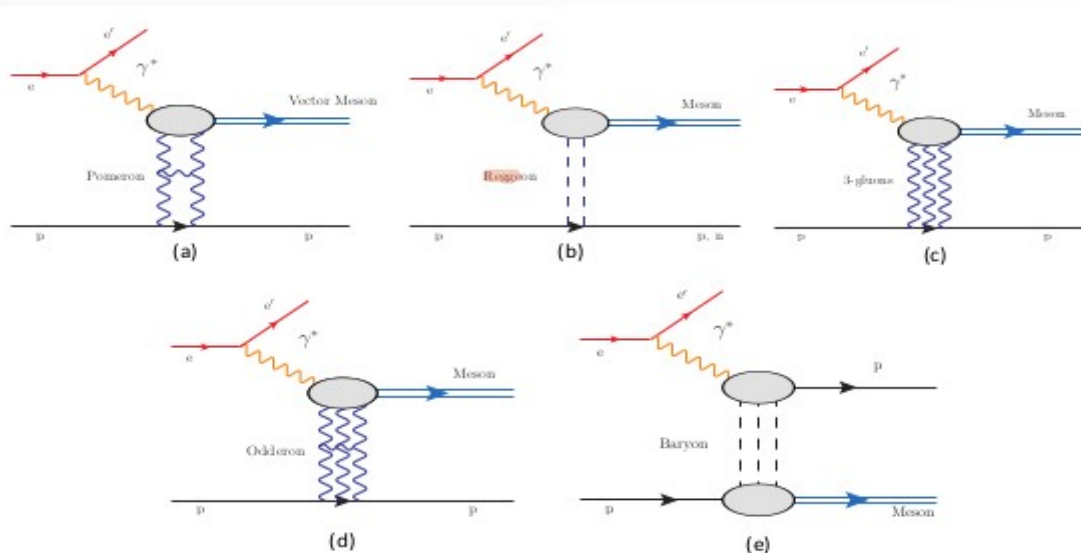 e'
γ*
e
Vector Meson
Pomeron
p
p
(a)
e'
γ*
e
Meson
Reggeon
p
p, n
(b)
e'
γ*
e
Meson
3-gluons
p
p
(c)
e'
γ*
e
Meson
Odderon
p
p
(d)
e'
γ*
e
p
Baryon
p
Meson
(e)